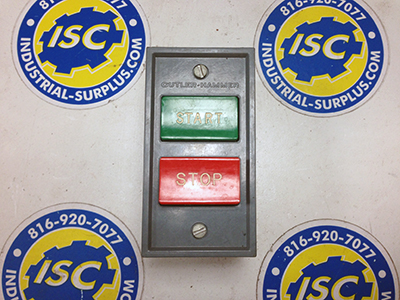 816-920-7077
ISC
INDUSTRIAL-SURPLUS.COM
816-920-7077
ISC
INDUSTRIAL-SURPLUS.COM
CUTLER-HAMMER
START
STOP
816-920-7077
ISC
816-920-7077
ISC